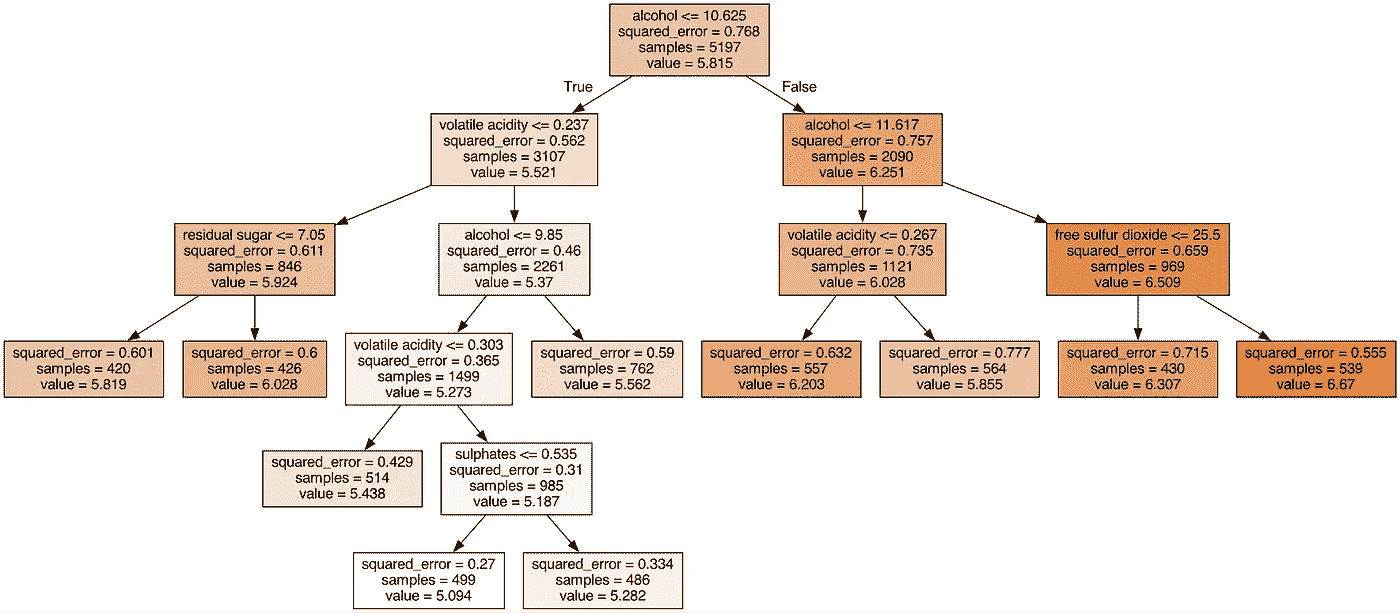 alcohol <= 10.625
squared_error = 0.768
samples = 5197
value = 5.815
True
False
volatile acidity <= 0.237
squared_error = 0.562
samples = 3107
value = 5.521
alcohol <= 11.617
squared_error = 0.757
samples = 2090
value = 6.251
residual sugar <= 7.05
squared_error = 0.611
samples = 846
value = 5.924
alcohol <= 9.85
squared_error = 0.46
samples = 2261
value = 5.37
volatile acidity <= 0.267
squared_error = 0.735
samples = 1121
value = 6.028
free sulfur dioxide <= 25.5
squared_error = 0.659
samples = 969
value = 6.509
squared_error = 0.601
samples = 420
value = 5.819
squared_error = 0.6
samples = 426
value = 6.028
volatile acidity <= 0.303
squared_error = 0.365
samples = 1499
value = 5.273
squared_error = 0.59
samples = 762
value = 5.562
squared_error = 0.632
samples = 557
value = 6.203
squared_error = 0.777
samples = 564
value = 5.855
squared_error = 0.715
samples = 430
value = 6.307
squared_error = 0.555
samples = 539
value = 6.67
squared_error = 0.429
samples = 514
value = 5.438
sulphates <= 0.535
squared_error = 0.31
samples = 985
value = 5.187
squared_error = 0.27
samples = 499
value = 5.094
squared_error = 0.334
samples = 486
value = 5.282